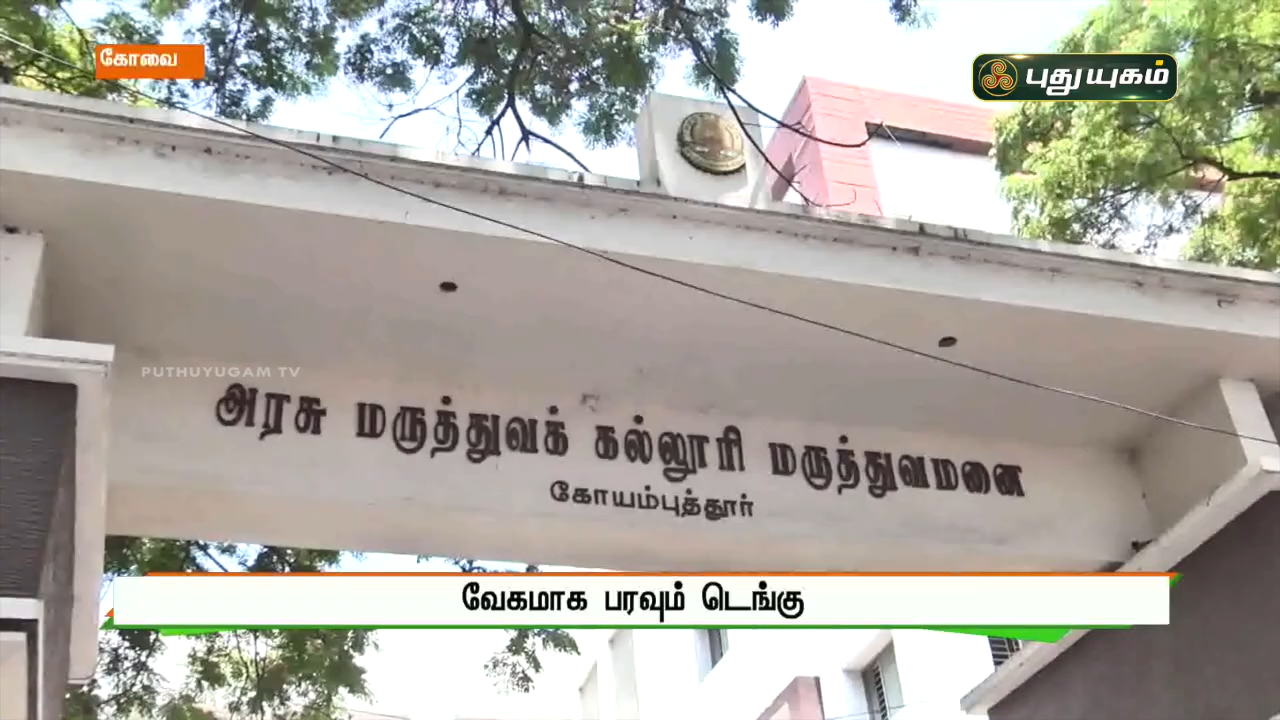 கோவை
புதுயுகம்
PUTHUYUGAM TV
அரசு மருத்துவக் கல்லூரி மருத்துவமனை
கோயம்புத்தூர்
வேகமாக பரவும் டெங்கு